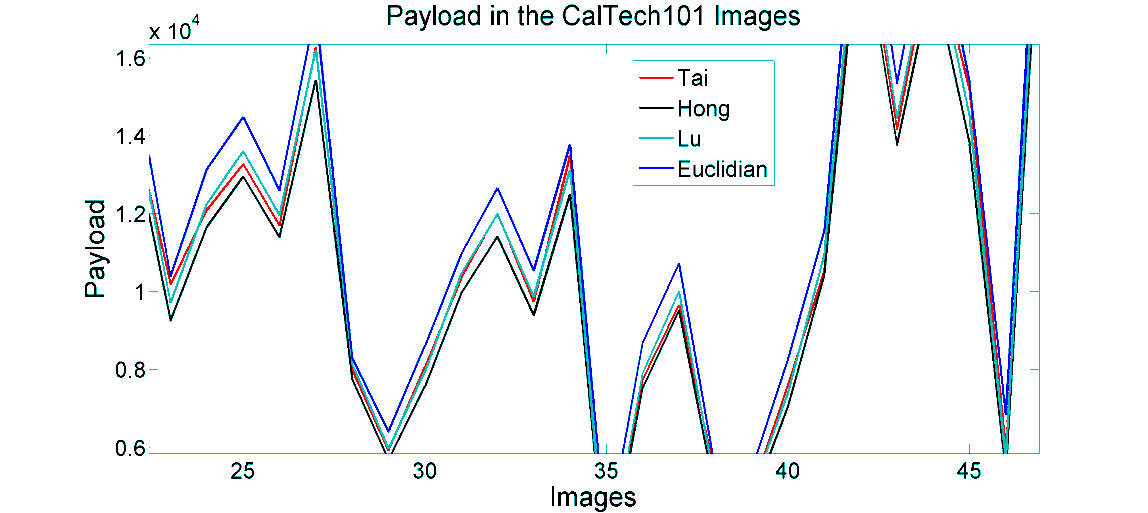 Payload in the CalTech101 Images
x 10^4
1.6
1.4
1.2
1
0.8
0.6
Payload
Tai
Hong
Lu
Euclidian
25 30 35 40 45
Images